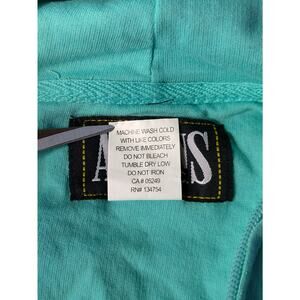 MACHINE WASH COLD
WITH LIKE COLORS
REMOVE IMMEDIATELY
DO NOT BLEACH
TUMBLE DRY LOW
DO NOT IRON
CA# 05249
RN# 134754